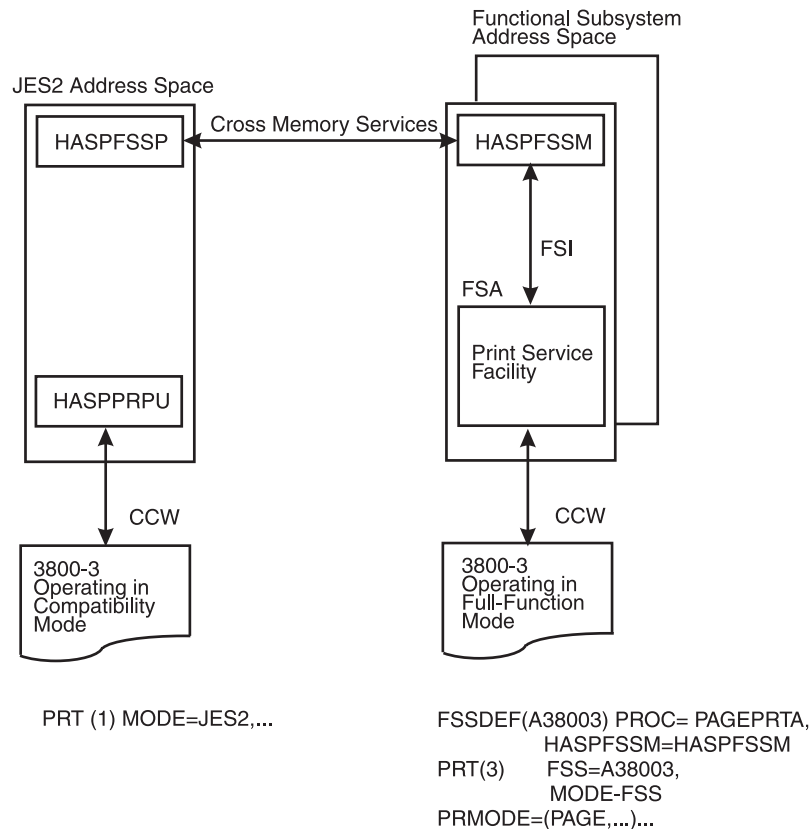 Functional Subsystem
Address Space
JES2 Address Space
Cross Memory Services
HASPFSSP
HASPFSSM
FSI
FSA
Print Service
Facility
HASPPRPU
CCW
CCW
3800-3
Operating in
Compatibility
Mode
3800-3
Operating in
Full-Function
Mode
PRT (1) MODE=JES2,...
FSSDEF(A38003) PROC= PAGEPRTA,
HASPFSSM=HASPFSSM
PRT(3) FSS=A38003,
MODE-FSS
PRMODE=(PAGE,...)...